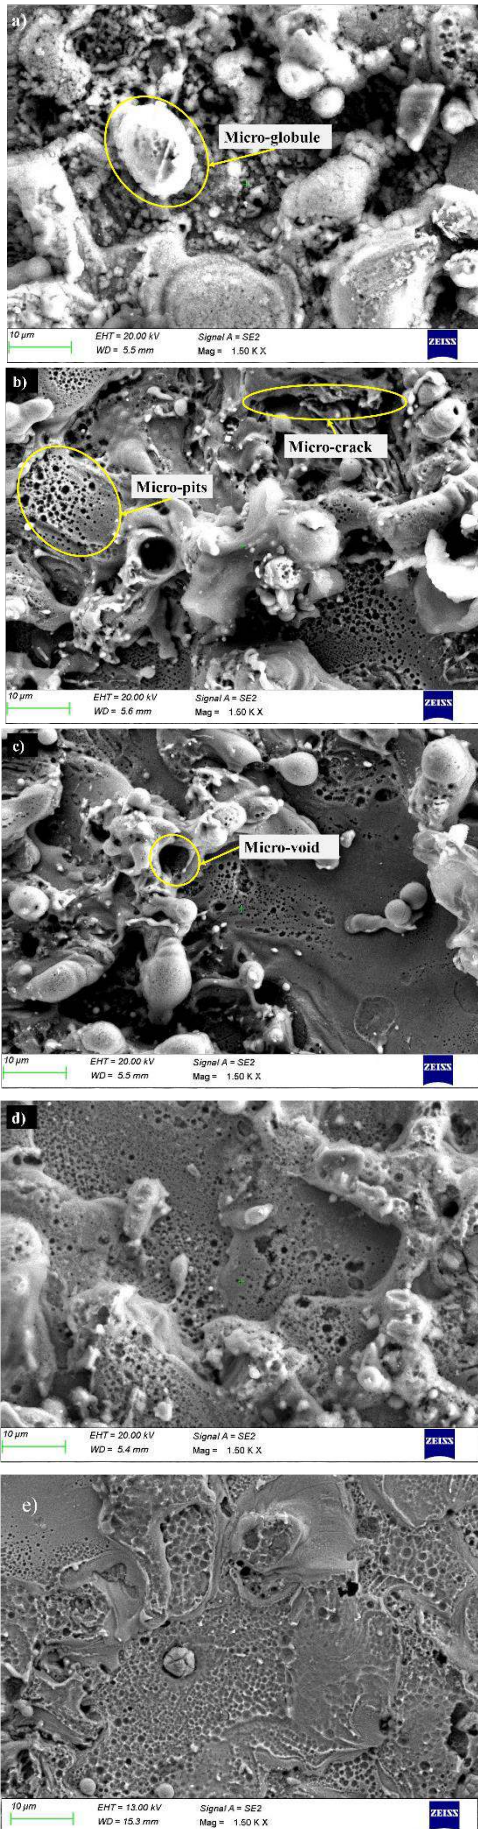 a)
Micro-globule
10 µm
EHT = 20.00 kV
Signal A = SE2
WD = 5.5 mm
Mag = 1.50 K X
ZEISS
b)
Micro-crack
Micro-pits
10 µm
EHT = 20.00 kV
Signal A = SE2
WD = 5.6 mm
Mag = 1.50 K X
ZEISS
c)
Micro-void
10 µm
EHT = 20.00 kV
Signal A = SE2
WD = 5.5 mm
Mag = 1.50 K X
ZEISS
d)
10 µm
EHT = 20.00 kV
Signal A = SE2
WD = 5.4 mm
Mag = 1.50 K X
ZEISS
e)
10 µm
EHT = 13.00 kV
Signal A = SE2
WD = 15.3 mm
Mag = 1.50 K X
ZEISS